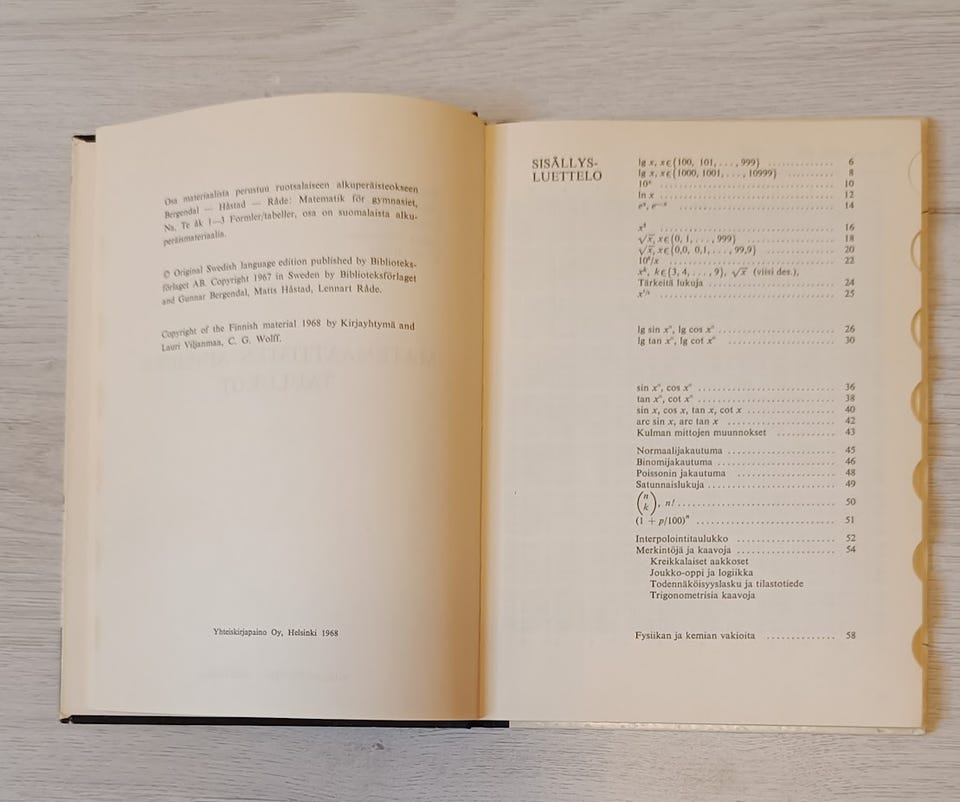 Osa materiaalista perustuu ruotsalaiseen alkuperäisteokseen
Bergendal — Håstad — Råde: Matematik för gymnasiet,
Na, Te åk 1—3 Formler/tabeller, osa on suomalaista alku-
peräismateriaalia.
© Original Swedish language edition published by Biblioteks-
förlaget AB. Copyright 1967 in Sweden by Biblioteksförlaget
and Gunnar Bergendal, Matts Håstad, Lennart Råde.
Copyright of the Finnish material 1968 by Kirjayhtymä and
Lauri Viljanmaa, C. G. Wolff.
Yhteiskirjapaino Oy, Helsinki 1968
SISÄLLYS-
LUETTELO
lg x, x∈{100, 101, . . . , 999} .............. 6
lg x, x∈{1000, 1001, . . . , 10999} .............. 8
10ˣ .............. 10
ln x .............. 12
eˣ, e⁻ˣ .............. 14
x² .............. 16
√x, x∈{0, 1, . . . , 999} .............. 18
√x, x∈{0,0, 0,1, . . . , 99,9} .............. 20
.............. 22
xᵏ, k∈{3, 4, . . . , 9}, √x (viisi des.),
Tärkeitä lukuja .............. 24
.............. 25
lg sin x°, lg cos x° .............. 26
lg tan x°, lg cot x° .............. 30
sin x°, cos x° .............. 36
tan x°, cot x° .............. 38
sin x, cos x, tan x, cot x .............. 40
arc sin x, arc tan x .............. 42
Kulman mittojen muunnokset .............. 43
Normaalijakautuma .............. 45
Binomijakautuma .............. 46
Poissonin jakautuma .............. 48
Satunnaislukuja .............. 49
(n k), n! .............. 50
(1 + p/100)ⁿ .............. 51
Interpolointitaulukko .............. 52
Merkintöjä ja kaavoja .............. 54
Kreikkalaiset aakkoset
Joukko-oppi ja logiikka
Todennäköisyyslasku ja tilastotiede
Trigonometrisia kaavoja
Fysiikan ja kemian vakioita .............. 58